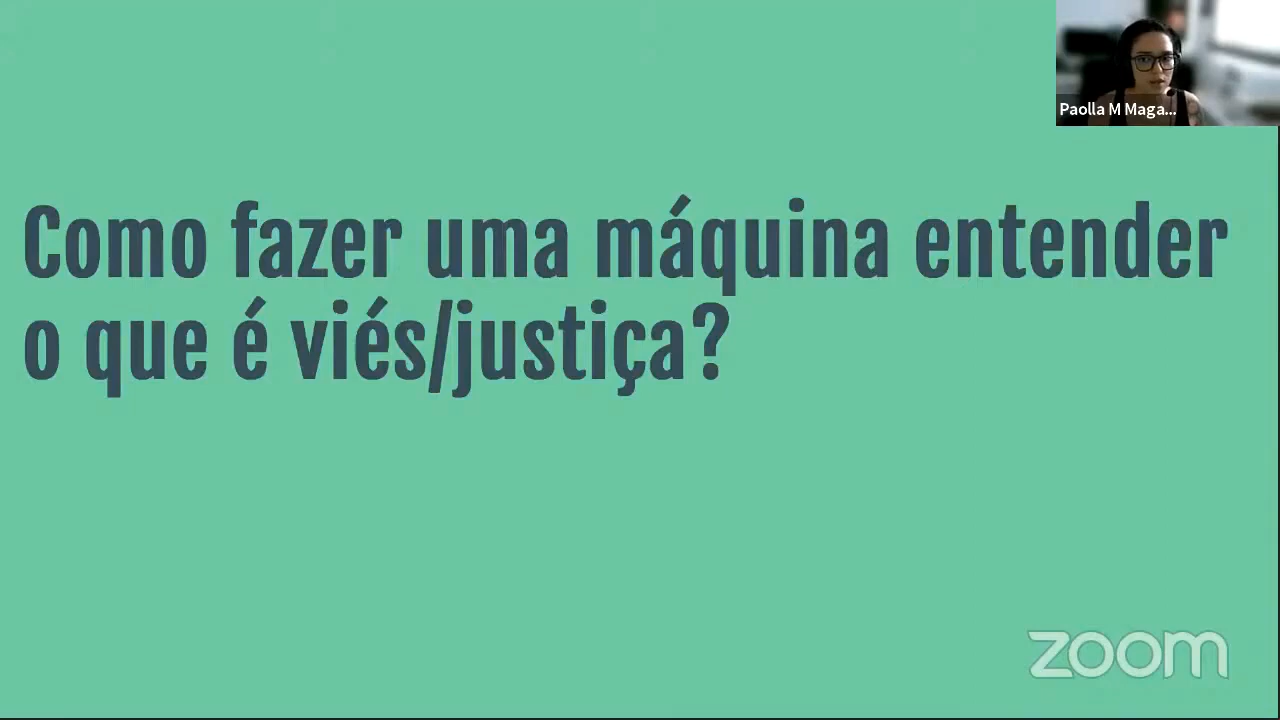 Paolla M Maga...
Como fazer uma máquina entender
o que é viés/justiça?
zoom